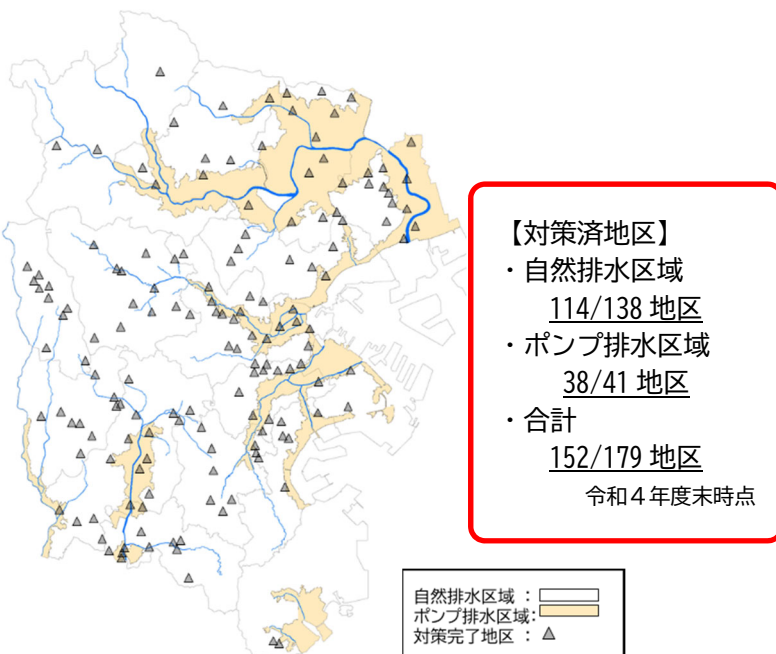 【対策済地区】
・自然排水区域
114/138 地区
・ポンプ排水区域
38/41 地区
・合計
152/179 地区
令和４年度末時点
自然排水区域 ：
ポンプ排水区域：
対策完了地区 ：